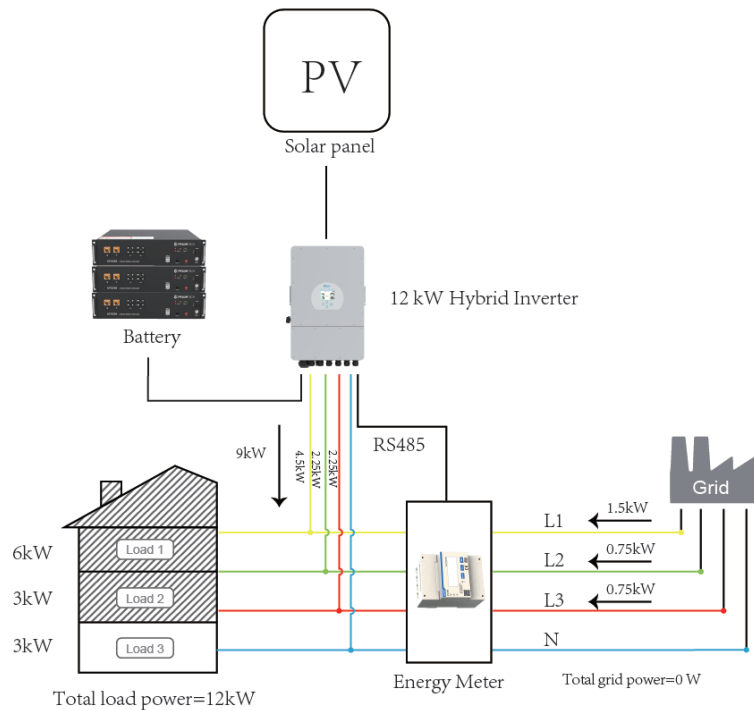 PV
Solar panel
12 kW Hybrid Inverter
Battery
RS485
9kW
4.5kW
2.25kW
2.25kW
Grid
L1
1.5kW
L2
0.75kW
L3
0.75kW
N
6kW
Load 1
3kW
Load 2
3kW
Load 3
Total load power=12kW
Energy Meter
Total grid power=0 W